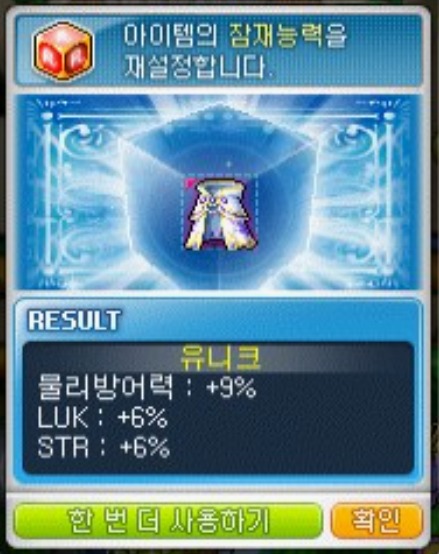 아이템의 잠재능력을
재설정합니다.
RESULT
유니크
물리방어력 : +9%
LUK : +6%
STR : +6%
한 번 더 사용하기
확인